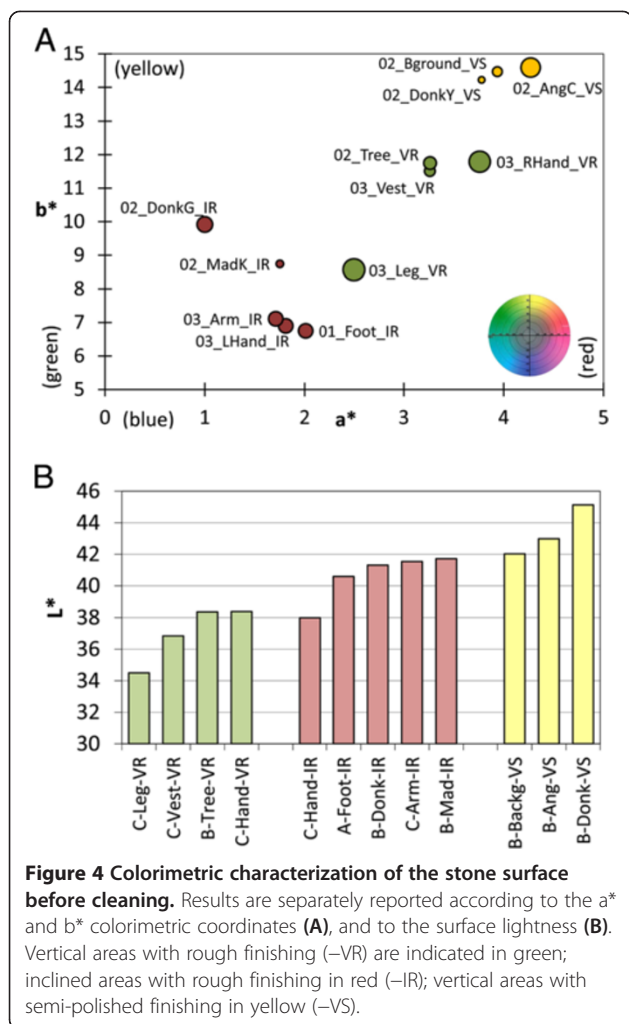 A
15
(yellow)
02_Bground_VS
14
02_DonkY_VS
02_AngC_VS
13
12
02_Tree_VR
03_RHand_VR
11
03_Vest_VR
b*
10
02_DonkG_IR
9
02_MadK_IR
03_Leg_VR
8
7
03_Arm_IR
03_LHand_IR
01_Foot_IR
6
(green)
(red)
5
0
(blue)
1
2
a*
3
4
5
B
46
44
42
40
L*
38
36
34
32
30
C-Leg-VR
C-Vest-VR
B-Tree-VR
C-Hand-VR
C-Hand-IR
A-Foot-IR
B-Donk-IR
C-Arm-IR
B-Mad-IR
B-Backg-VS
B-Ang-VS
B-Donk-VS
Figure 4 Colorimetric characterization of the stone surface
before cleaning. Results are separately reported according to the a*
and b* colorimetric coordinates (A), and to the surface lightness (B).
Vertical areas with rough finishing (−VR) are indicated in green;
inclined areas with rough finishing in red (−IR); vertical areas with
semi-polished finishing in yellow (−VS).